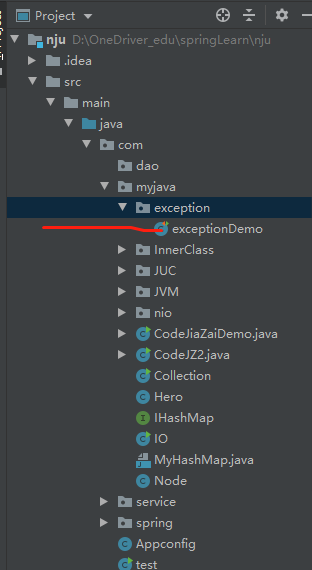 Project
nju D:\OneDriver_edu\springLearn\nju
.idea
src
main
java
com
dao
myjava
exception
exceptionDemo
InnerClass
JUC
JVM
nio
CodeJiaZaiDemo.java
CodeJZ2.java
Collection
Hero
IHashMap
IO
MyHashMap.java
Node
service
spring
Appconfig
test